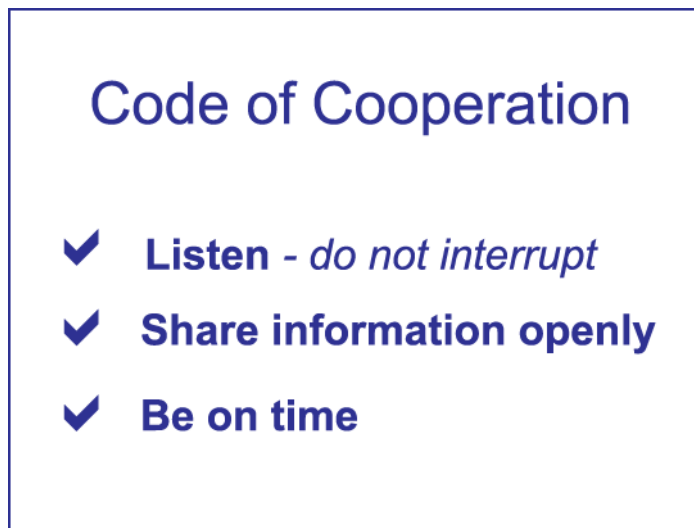 Code of Cooperation
Listen - do not interrupt
Share information openly
Be on time